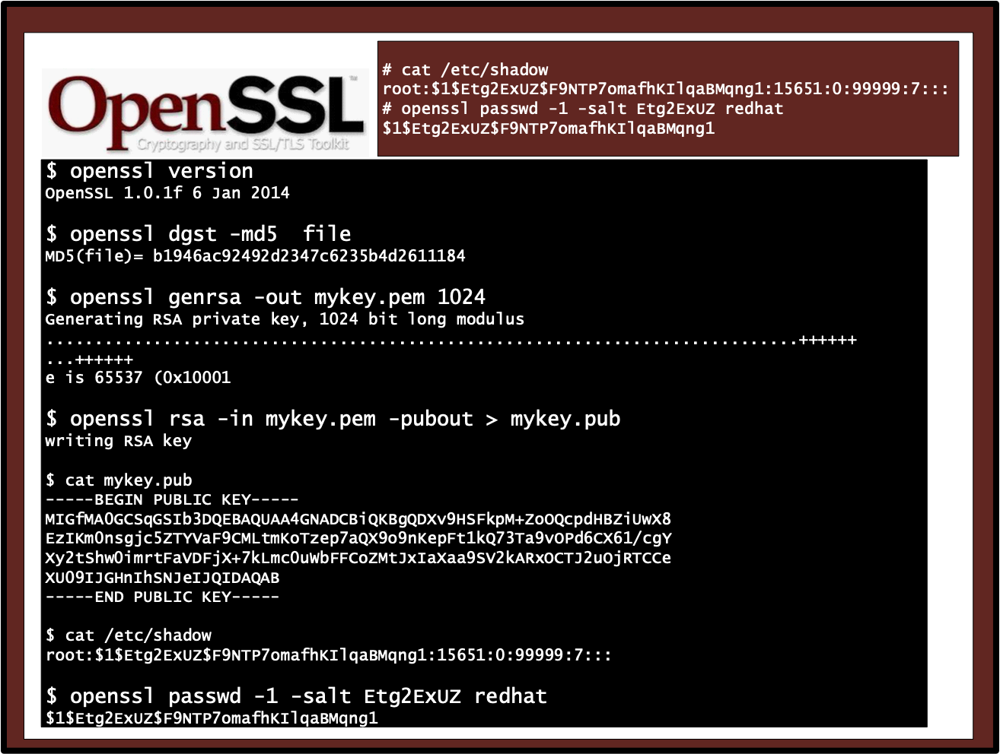 OpenSSL™
Cryptography and SSL/TLS Toolkit
# cat /etc/shadow
root:$1$Etg2ExUZ$F9NTP7omafhKIlqaBMqng1:15651:0:99999:7:::
# openssl passwd -1 -salt Etg2ExUZ redhat
$1$Etg2ExUZ$F9NTP7omafhKIlqaBMqng1
$ openssl version
OpenSSL 1.0.1f 6 Jan 2014
$ openssl dgst -md5  file
MD5(file)= b1946ac92492d2347c6235b4d2611184
$ openssl genrsa -out mykey.pem 1024
Generating RSA private key, 1024 bit long modulus
.............................................................................++++++
...++++++
e is 65537 (0x10001
$ openssl rsa -in mykey.pem -pubout > mykey.pub
writing RSA key
$ cat mykey.pub
-----BEGIN PUBLIC KEY-----
MIGfMA0GCSqGSIb3DQEBAQUAA4GNADCBiQKBgQDXv9HSFkpM+ZoOQcpdHBZiUwX8
EzIKm0nsgjc5ZTYVaF9CMLtmKoTzep7aQX9o9nKepFt1kQ73Ta9vOPd6CX61/cgY
Xy2tShw0imrtFaVDFjX+7kLmc0uWbFFCoZMtJxIaXaa9SV2kARxOCTJ2uOjRTCCe
XU09IJGHnIhSNJeIJQIDAQAB
-----END PUBLIC KEY-----
$ cat /etc/shadow
root:$1$Etg2ExUZ$F9NTP7omafhKIlqaBMqng1:15651:0:99999:7:::
$ openssl passwd -1 -salt Etg2ExUZ redhat
$1$Etg2ExUZ$F9NTP7omafhKIlqaBMqng1